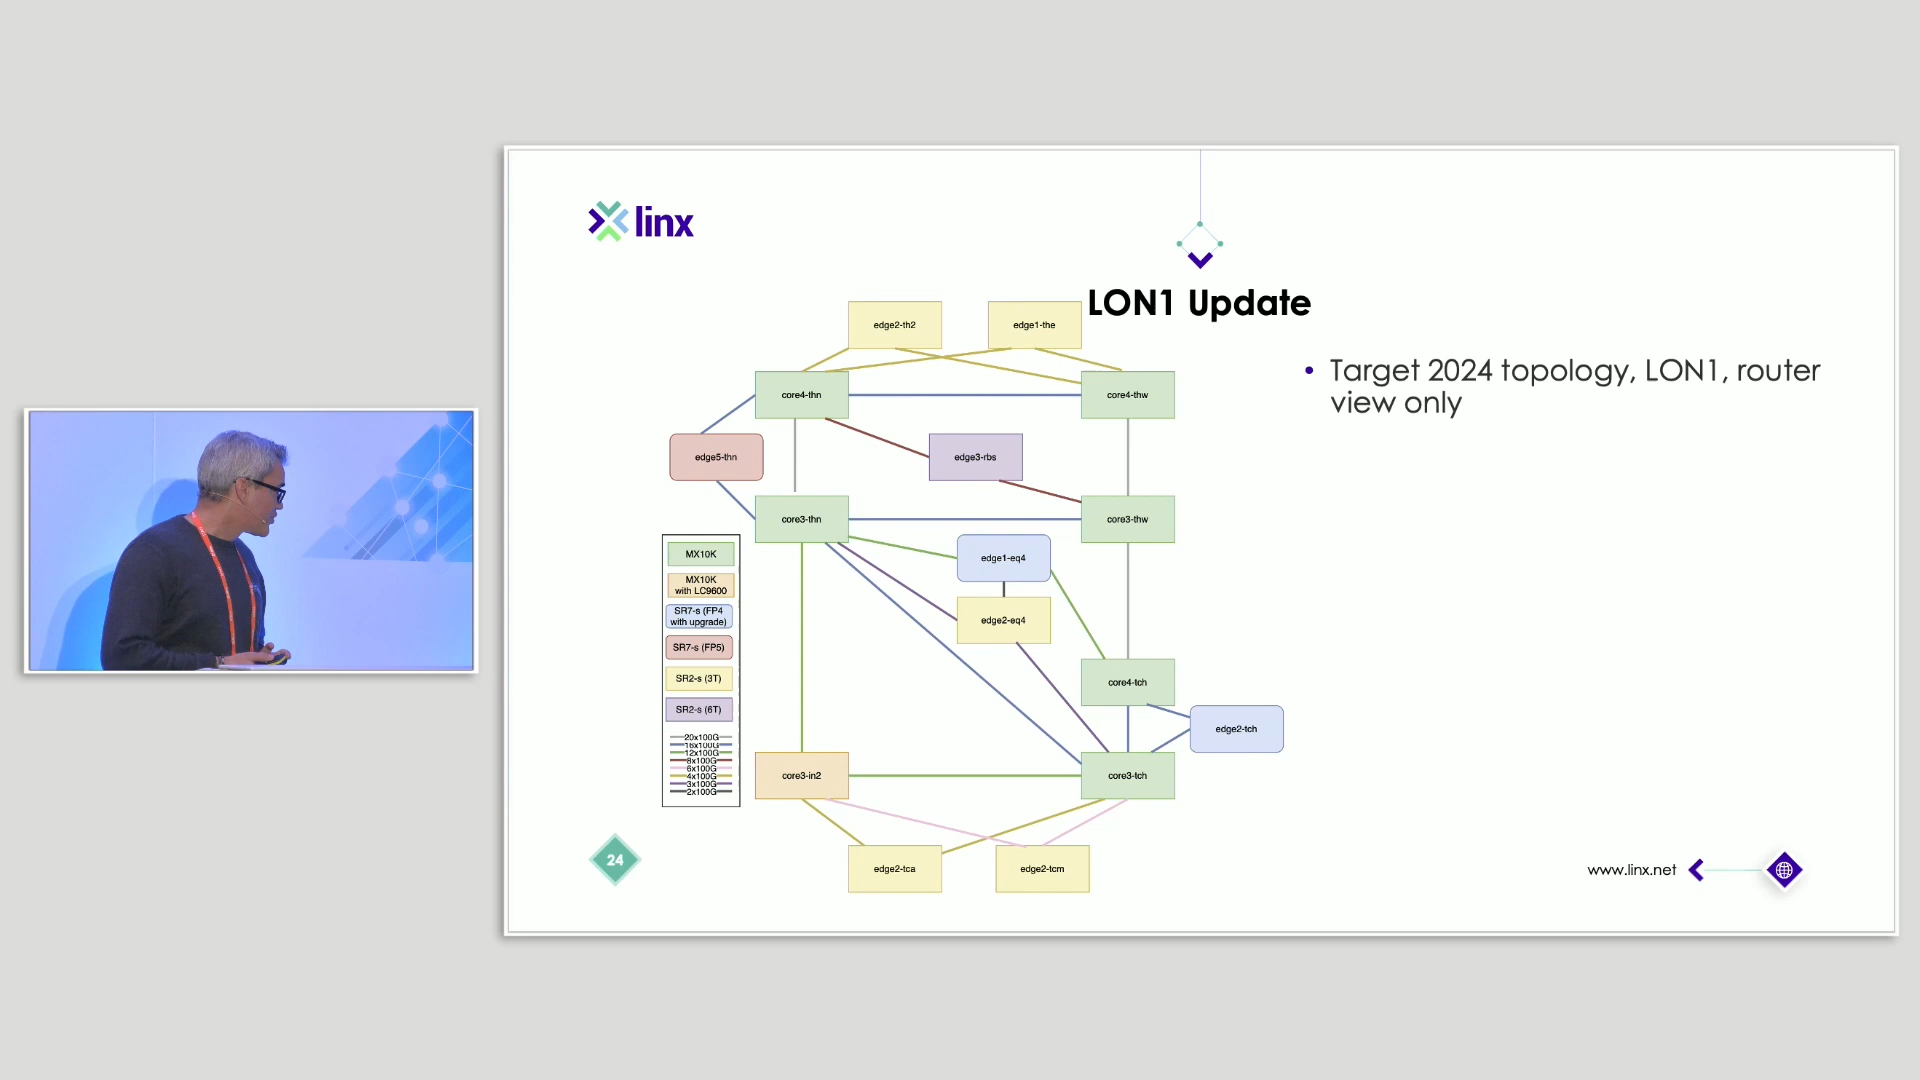 linx
LON1 Update
Target 2024 topology, LON1, router
view only
edge2-th2
edge1-the
core4-thn
core4-thw
edge5-thn
edge3-rbs
core3-thn
core3-thw
edge1-eq4
edge2-eq4
core4-tch
edge2-tch
core3-in2
core3-tch
edge2-tca
edge2-tcm
MX10K
MX10K
with LC9600
SR7-s (FP4
with upgrade)
SR7-s (FP5)
SR2-s (3T)
SR2-s (6T)
20x100G
16x100G
12x100G
8x100G
6x100G
4x100G
3x100G
2x100G
24
www.linx.net